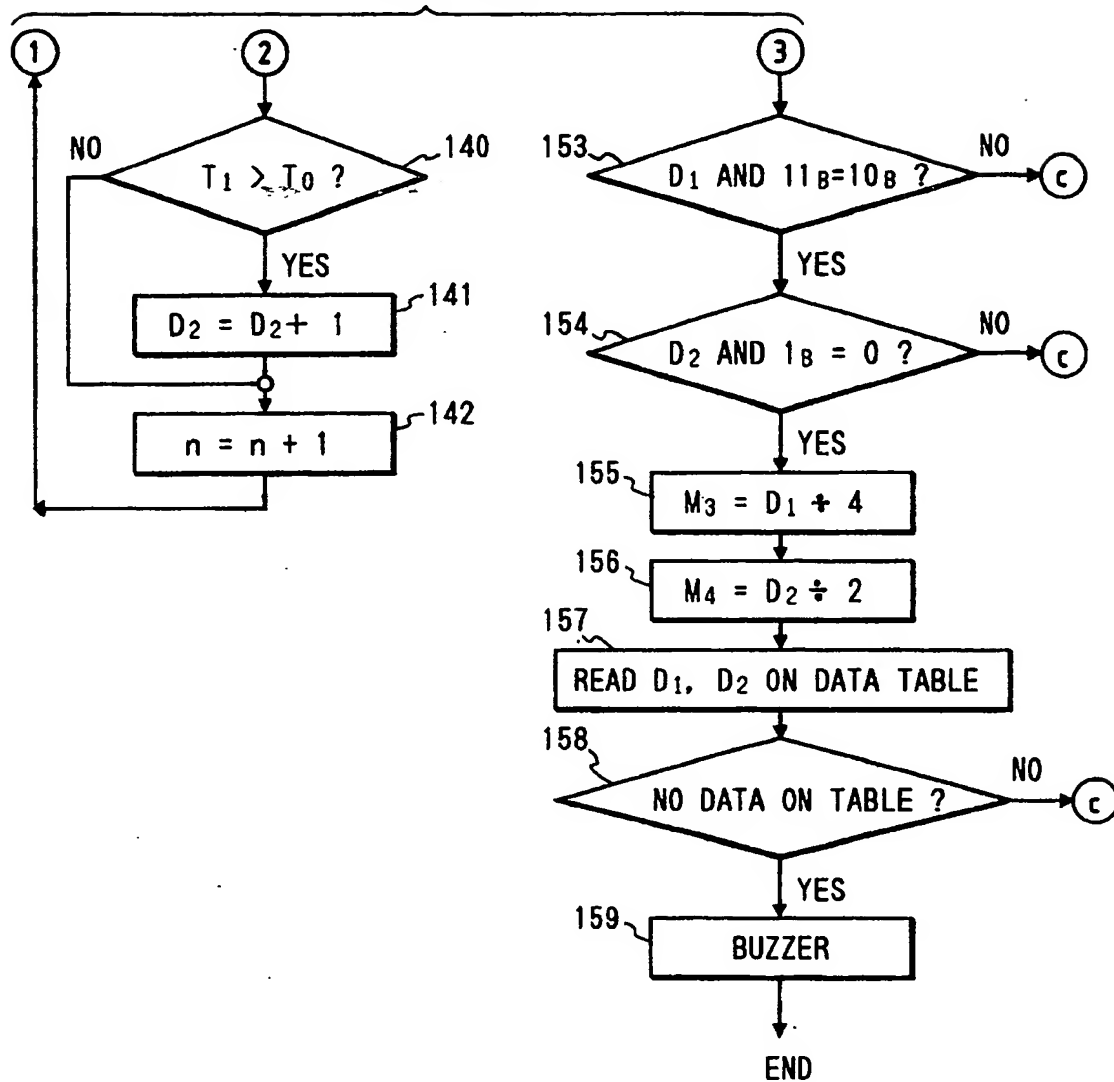 1
2
3
NO
T1 > T0 ?
140
YES
D2 = D2 + 1
141
n = n + 1
142
153
D1 AND 11B=10B ?
NO
c
YES
154
D2 AND 1B = 0 ?
NO
c
YES
155
M3 = D1 ÷ 4
156
M4 = D2 ÷ 2
157
READ D1, D2 ON DATA TABLE
158
NO DATA ON TABLE ?
NO
c
YES
159
BUZZER
END